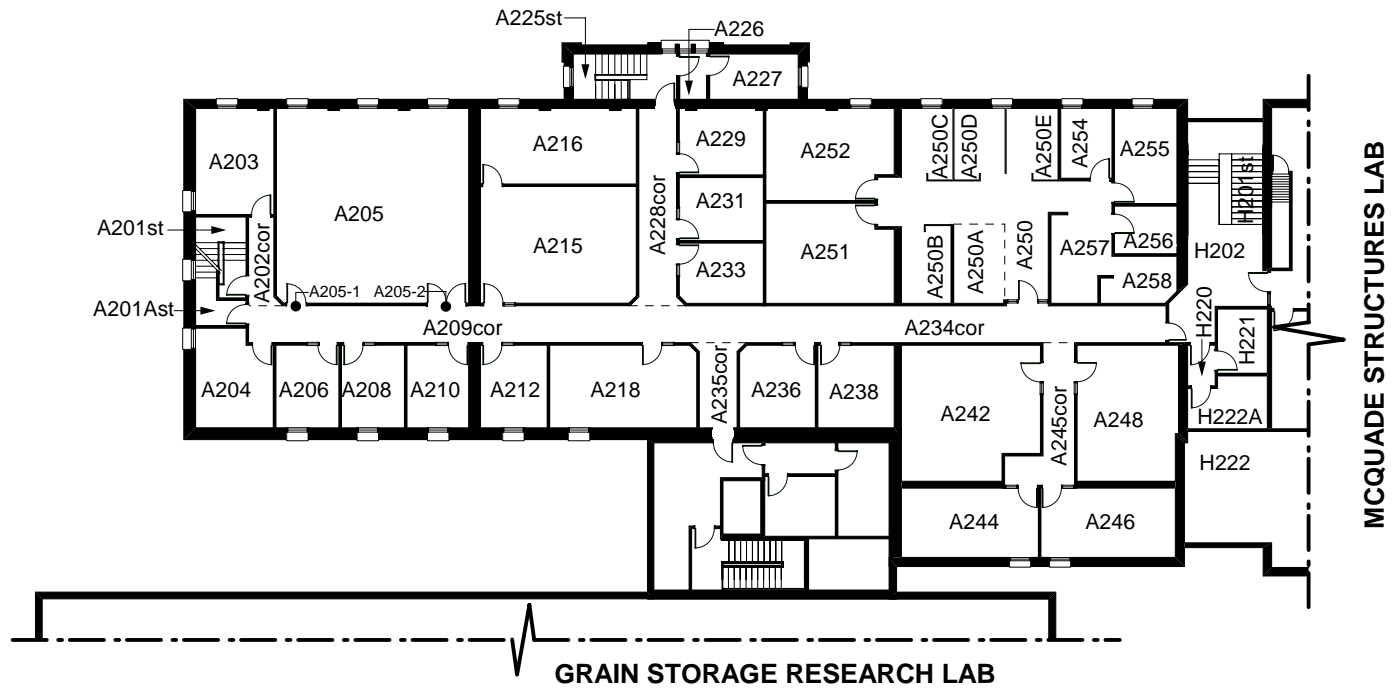 A225st
A226
A227
A203
A216
A229
A252
A250C
A250D
A250E
A254
A255
H201st
A205
A201st
A202cor
A215
A228cor
A231
A233
A251
A250B
A250A
A250
A257
A256
A258
H202
A205-1
A205-2
A201Ast
A209cor
A234cor
H220
H221
A204
A206
A208
A210
A212
A218
A235cor
A236
A238
A242
A245cor
A248
H222A
H222
A244
A246
MCQUADE STRUCTURES LAB
GRAIN STORAGE RESEARCH LAB